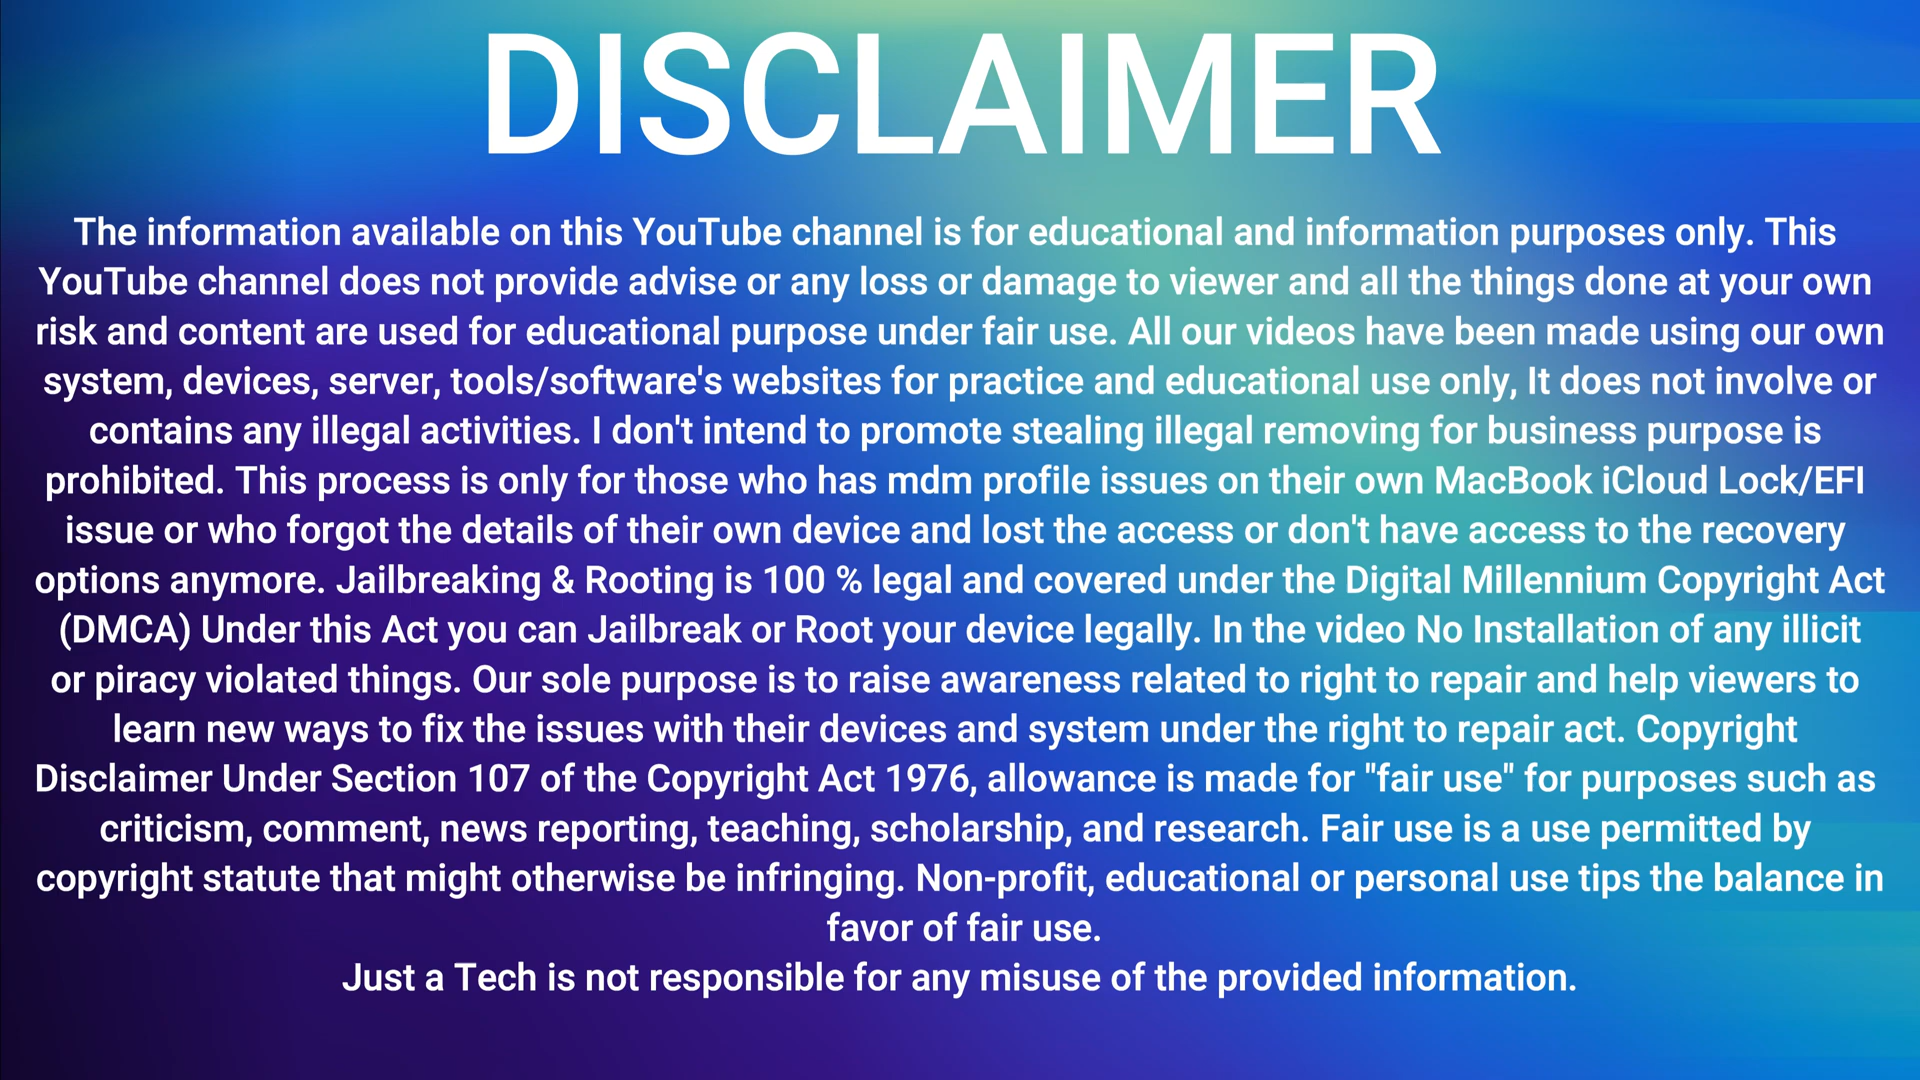 DISCLAIMER
The information available on this YouTube channel is for educational and information purposes only. This
YouTube channel does not provide advise or any loss or damage to viewer and all the things done at your own
risk and content are used for educational purpose under fair use. All our videos have been made using our own
system, devices, server, tools/software's websites for practice and educational use only, It does not involve or
contains any illegal activities. I don't intend to promote stealing illegal removing for business purpose is
prohibited. This process is only for those who has mdm profile issues on their own MacBook iCloud Lock/EFI
issue or who forgot the details of their own device and lost the access or don't have access to the recovery
options anymore. Jailbreaking & Rooting is 100 % legal and covered under the Digital Millennium Copyright Act
(DMCA) Under this Act you can Jailbreak or Root your device legally. In the video No Installation of any illicit
or piracy violated things. Our sole purpose is to raise awareness related to right to repair and help viewers to
learn new ways to fix the issues with their devices and system under the right to repair act. Copyright
Disclaimer Under Section 107 of the Copyright Act 1976, allowance is made for "fair use" for purposes such as
criticism, comment, news reporting, teaching, scholarship, and research. Fair use is a use permitted by
copyright statute that might otherwise be infringing. Non-profit, educational or personal use tips the balance in
favor of fair use.
Just a Tech is not responsible for any misuse of the provided information.